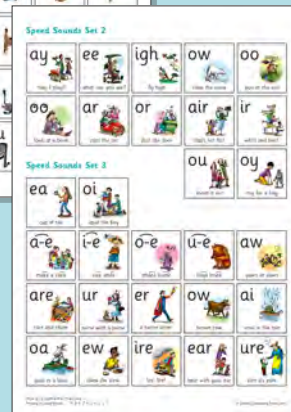 Speed Sounds Set 2
ay ee igh ow oo
may I play? what can you see? fly high blow the snow poo at the zoo
oo ar or air ir
look at a book start the car shut the door that's not fair whirl and twirl
ou oy
shout it out toy for a boy
Speed Sounds Set 3
ea oi
cup of tea spoil the boy
a-e i-e o-e u-e aw
make a cake nice smile phone home huge brute yawn at dawn
are ur er ow ai
care and share nurse with a purse a better letter brown cow snail in the rain
oa ew ire ear ure
goat in a boat chew the stew fire fire! hear with your ear sure it's pure